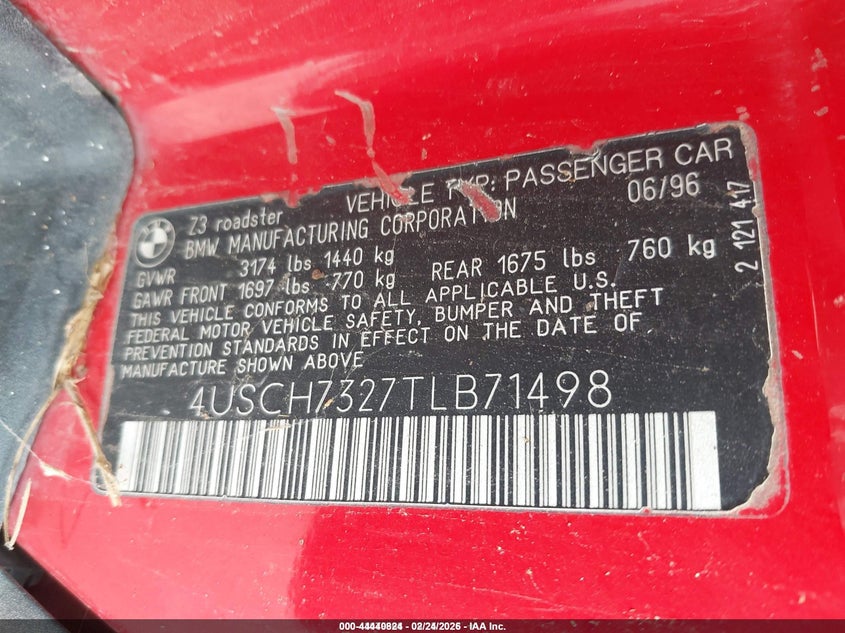 VEHICLE TYP: PASSENGER CAR
Z3 roadster
BMW MANUFACTURING CORPORATION 06/96
GVWR 3174 lbs 1440 kg
GAWR FRONT 1697 lbs 770 kg REAR 1675 lbs 760 kg
THIS VEHICLE CONFORMS TO ALL APPLICABLE U.S.
FEDERAL MOTOR VEHICLE SAFETY, BUMPER AND THEFT
PREVENTION STANDARDS IN EFFECT ON THE DATE OF
MANUFACTURE SHOWN ABOVE
4USCH7327TLB71498
2 121 417
02/24/2026 - IAA Inc.